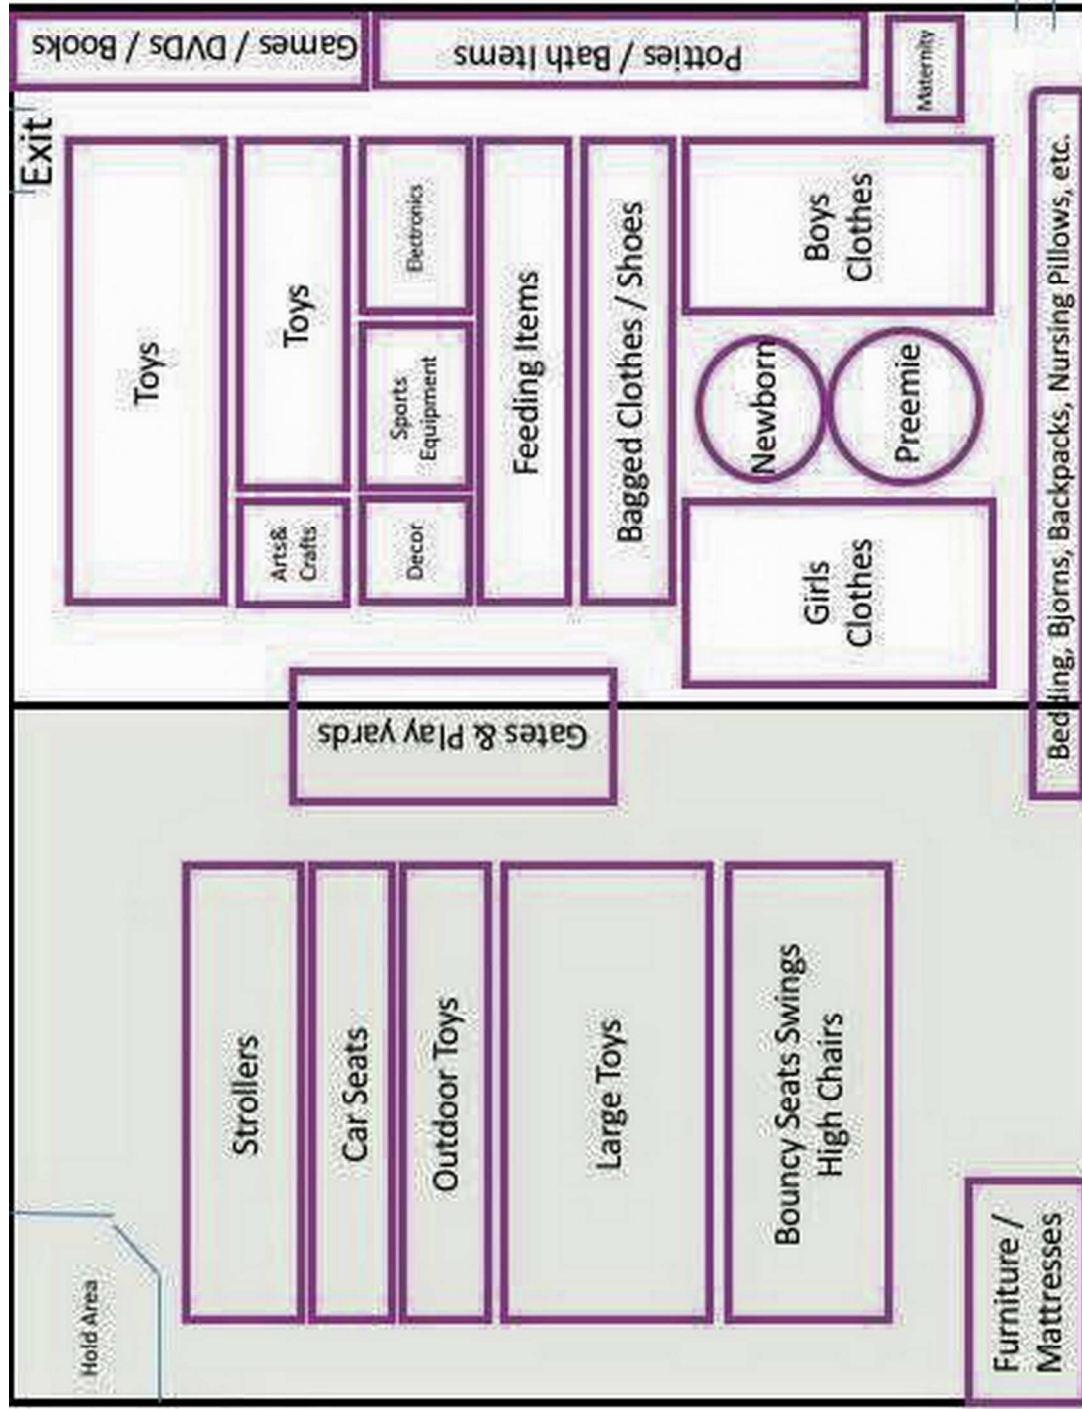 Games / DVDs / Books
Potties / Bath Items
Maternity
Exit
Toys
Toys
Arts&
Crafts
Electronics
Sports
Equipment
Decor
Feeding Items
Bagged Clothes / Shoes
Boys
Clothes
Newborn
Preemie
Girls
Clothes
Bedding, Bjorns, Backpacks, Nursing Pillows, etc.
Gates & Play yards
Strollers
Car Seats
Outdoor Toys
Large Toys
Bouncy Seats Swings
High Chairs
Hold Area
Furniture /
Mattresses